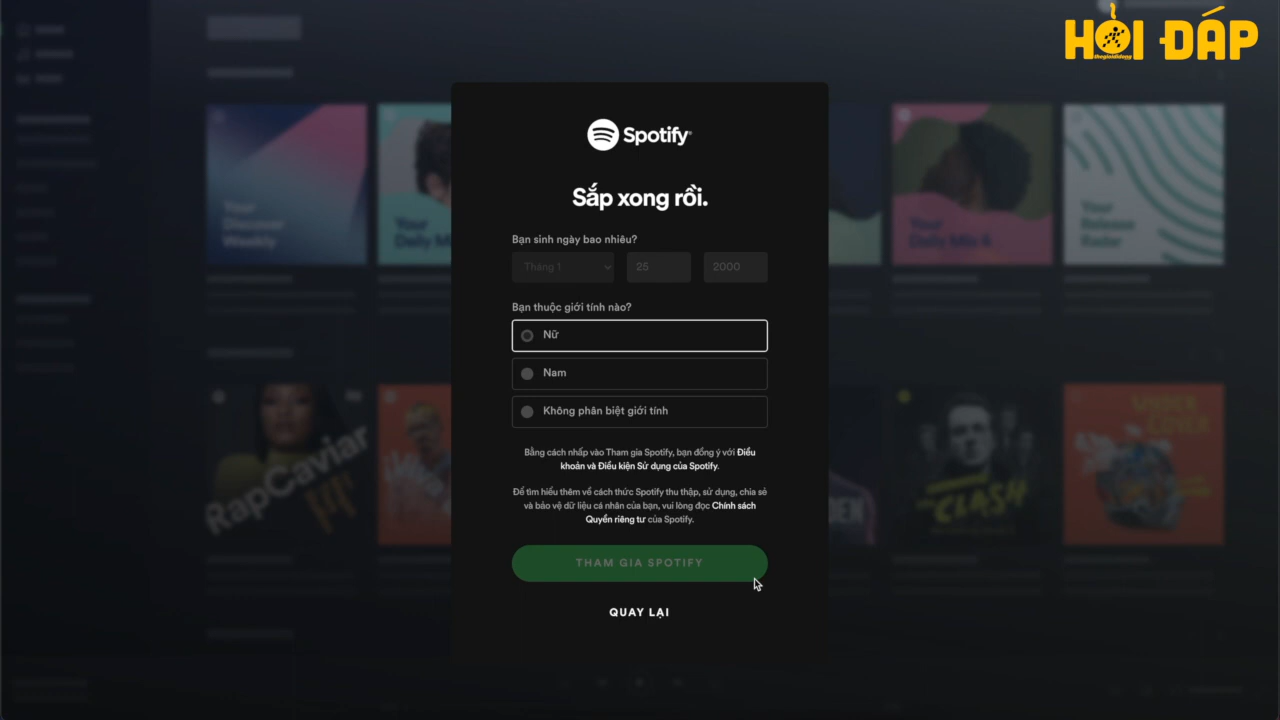 HỎI ĐÁP
thegioididong
Spotify®
Sắp xong rồi.
Your
Discover
Weekly
Your
Daily M
Your
Daily Mix 6
Your
Release
Radar
Bạn sinh ngày bao nhiêu?
Tháng 1
25
2000
Bạn thuộc giới tính nào?
Nữ
Nam
Không phân biệt giới tính
RapCaviar
CLASH
Bằng cách nhấp vào Tham gia Spotify, bạn đồng ý với Điều
khoản và Điều kiện Sử dụng của Spotify.
Để tìm hiểu thêm về cách thức Spotify thu thập, sử dụng, chia sẻ
và bảo vệ dữ liệu cá nhân của bạn, vui lòng đọc Chính sách
Quyền riêng tư của Spotify.
THAM GIA SPOTIFY
QUAY LẠI